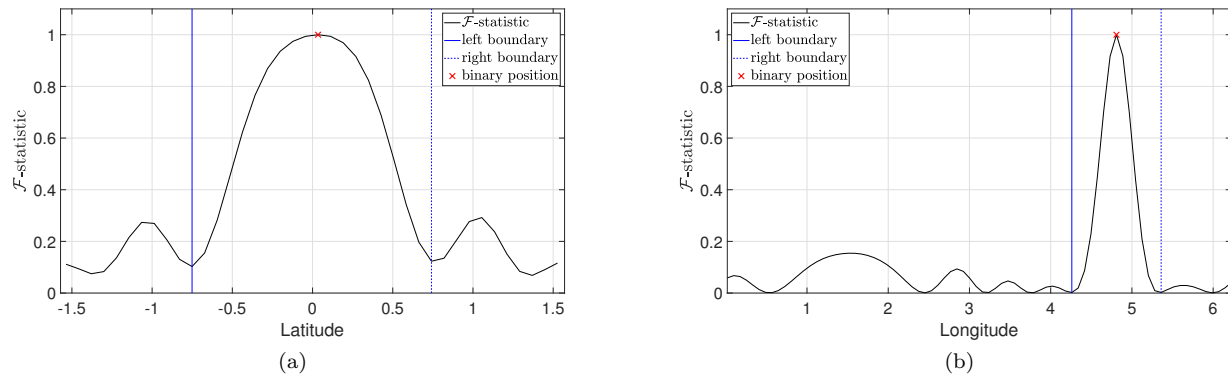 ℱ-statistic
left boundary
right boundary
binary position
1
0.8
0.6
0.4
0.2
0
ℱ-statistic
-1.5 -1 -0.5 0 0.5 1 1.5
Latitude
(a)
ℱ-statistic
left boundary
right boundary
binary position
1
0.8
0.6
0.4
0.2
0
ℱ-statistic
1 2 3 4 5 6
Longitude
(b)